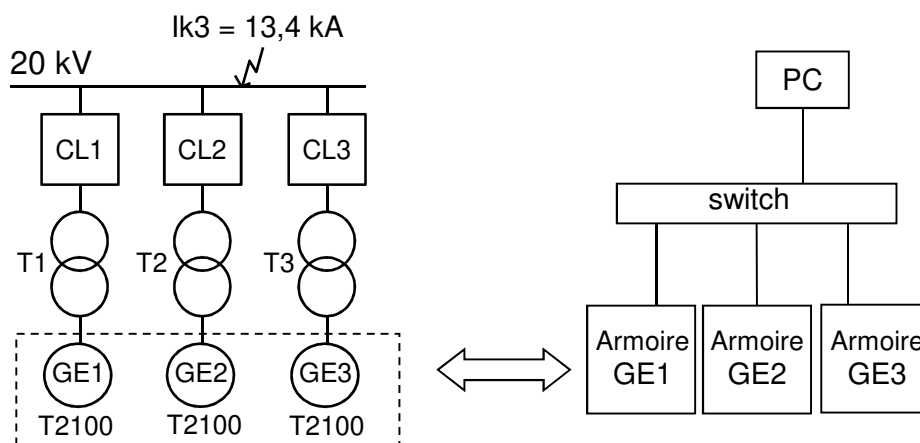 Ik3 = 13,4 kA
20 kV
CL1 CL2 CL3
T1 T2 T3
GE1 GE2 GE3
T2100 T2100 T2100
PC
switch
Armoire Armoire Armoire
GE1 GE2 GE3